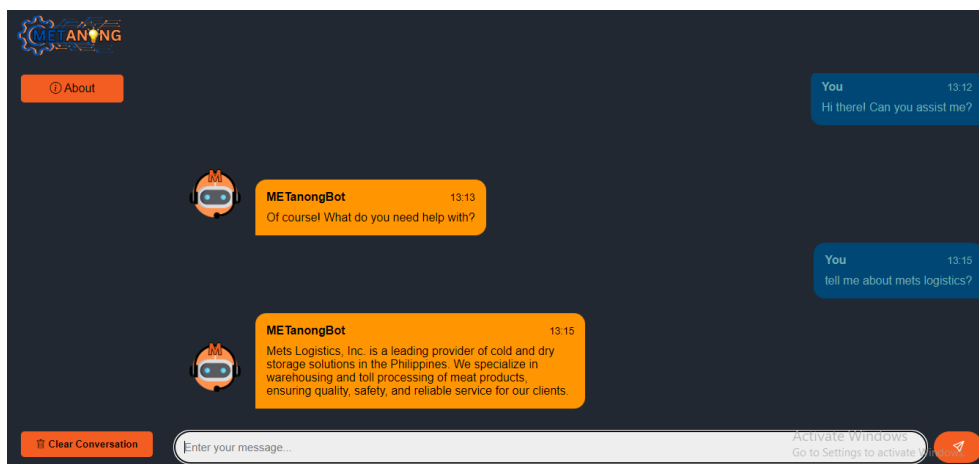 METANONG
About
You 13:12
Hi there! Can you assist me?
M
METanongBot 13:13
Of course! What do you need help with?
You 13:15
tell me about mets logistics?
METanongBot 13:15
M
Mets Logistics, Inc. is a leading provider of cold and dry
storage solutions in the Philippines. We specialize in
warehousing and toll processing of meat products,
ensuring quality, safety, and reliable service for our clients.
Clear Conversation
Enter your message...
Activate Windows
Go to Settings to activate Windows.